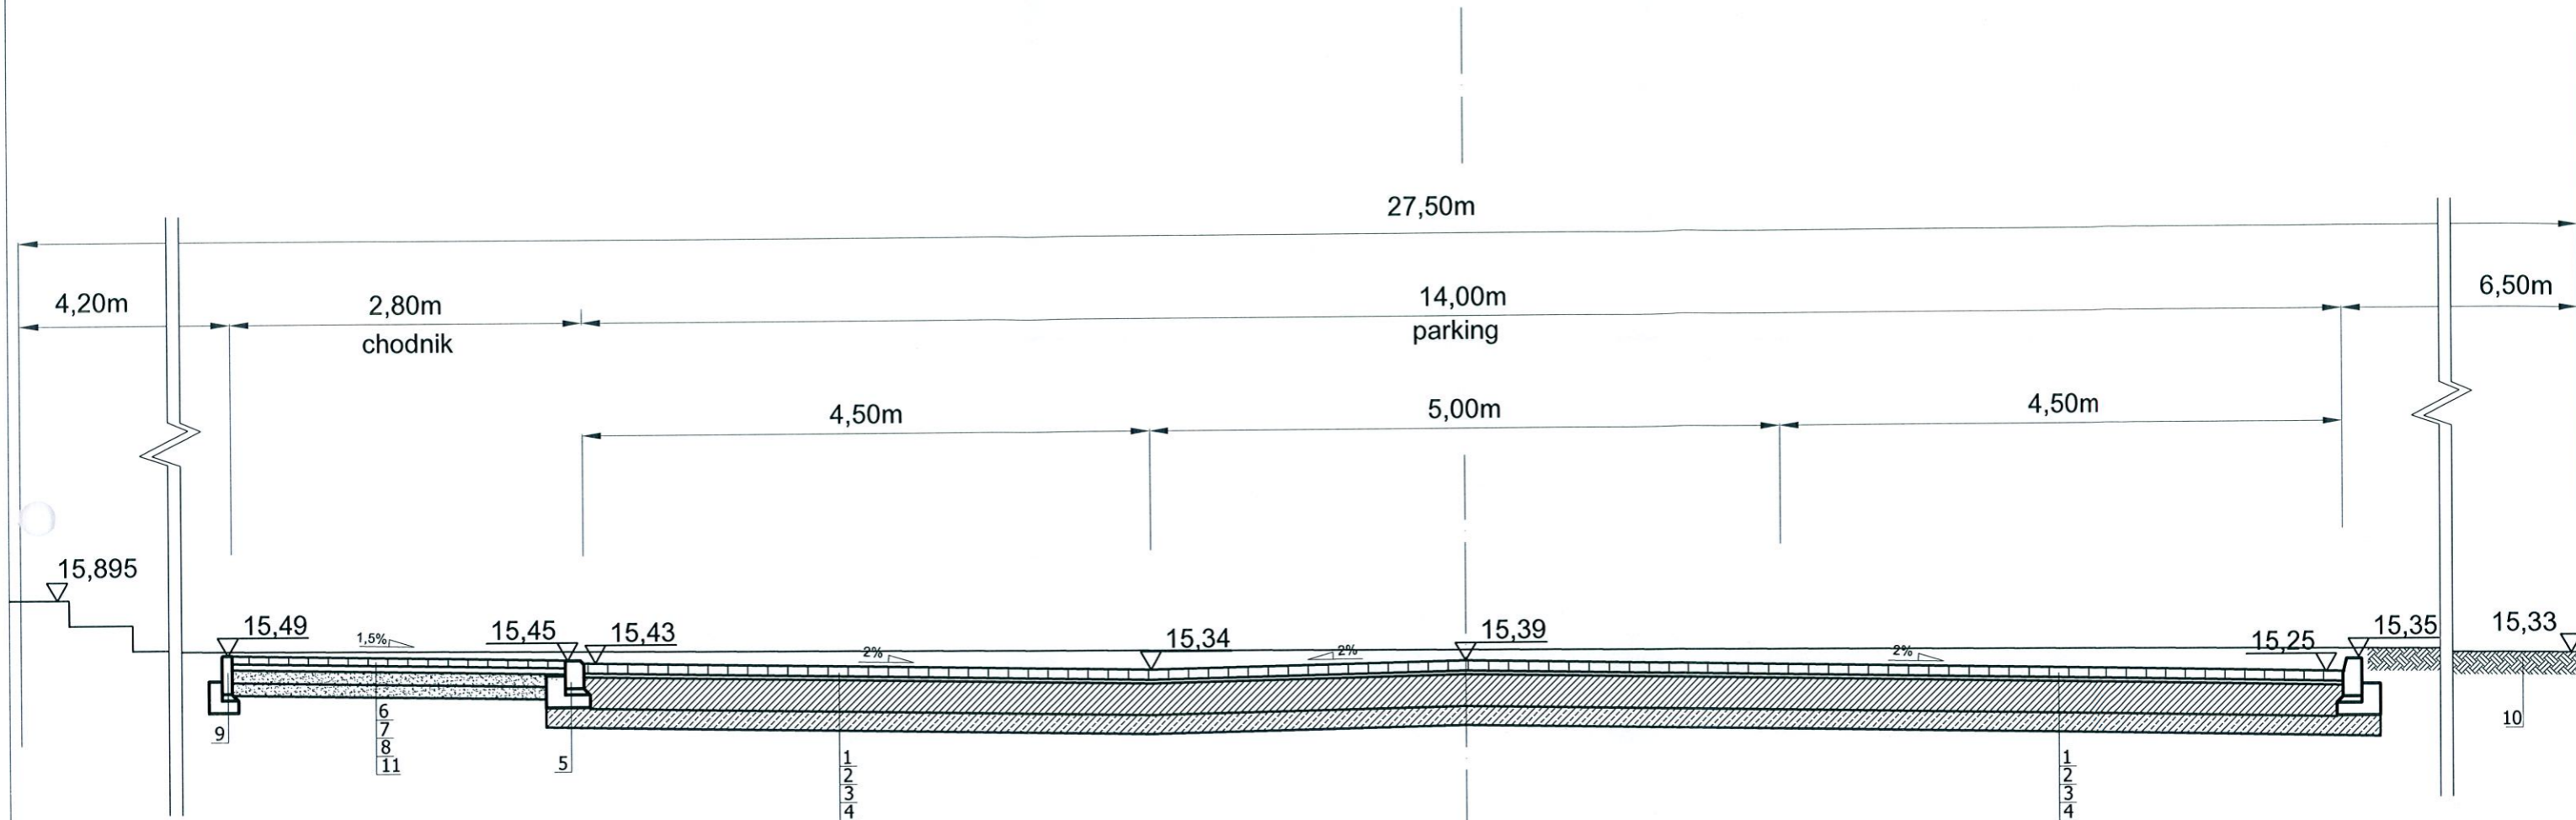 27,50m
4,20m
2,80m
14,00m
6,50m
chodnik
parking
4,50m
5,00m
4,50m
15,895
15,49
1,5%
15,45
15,43
2%
15,34
2%
15,39
2%
15,25
15,35
15,33
9
6
7
8
11
5
1
2
3
4
1
2
3
4
10